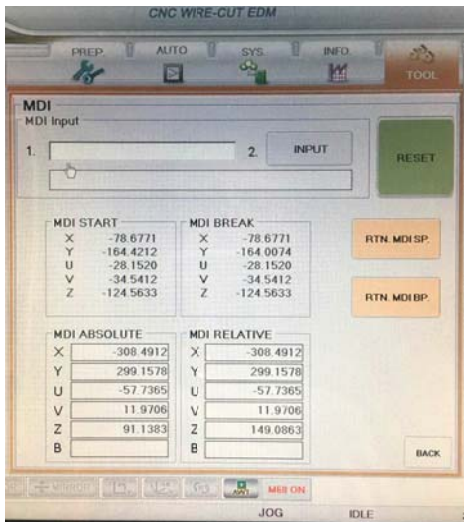 CNC WIRE-CUT EDM
PREP. AUTO SYS. INFO. TOOL
MDI
MDI Input
1. 2. INPUT RESET
MDI START MDI BREAK
X -78.6771 X -78.6771 RTN. MDI SP.
Y -164.4212 Y -164.0074
U -28.1520 U -28.1520
V -34.5412 V -34.5412
Z -124.5633 Z -124.5633 RTN. MDI BP.
MDI ABSOLUTE MDI RELATIVE
X -308.4912 X -308.4912
Y 299.1578 Y 299.1578
U -57.7365 U -57.7365
V 11.9706 V 11.9706
Z 91.1383 Z 149.0863
B B BACK
AWT
JOG IDLE